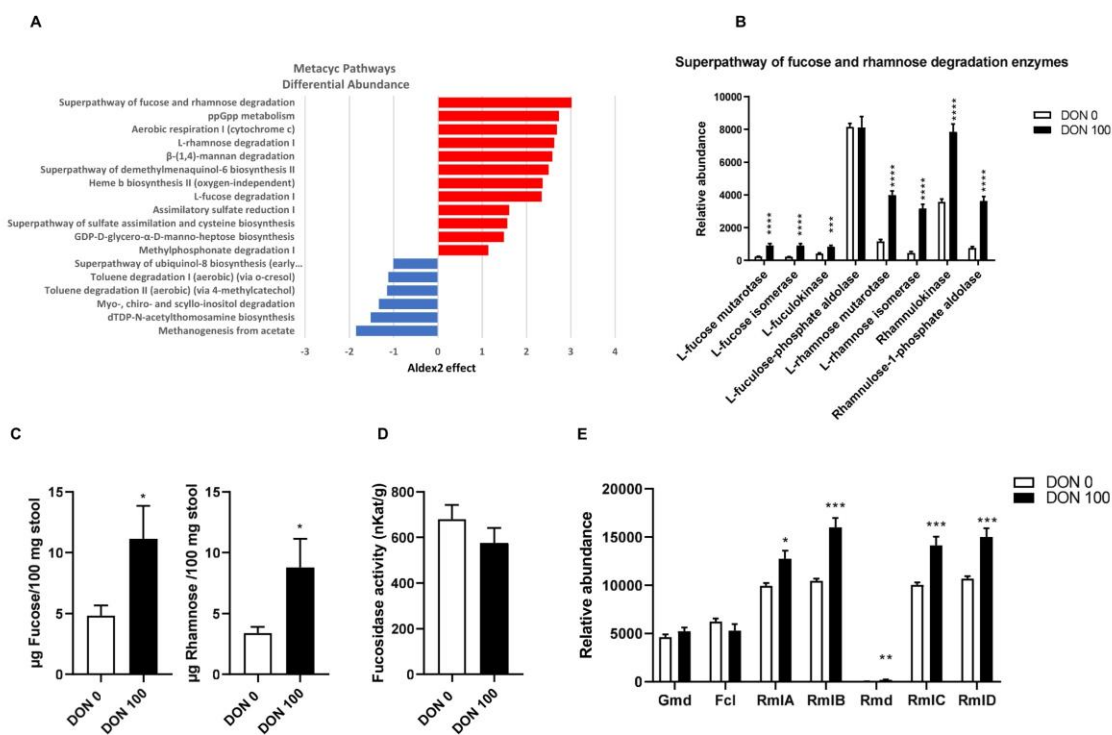 A
Metacyc Pathways
Differential Abundance
Superpathway of fucose and rhamnose degradation
ppGpp metabolism
Aerobic respiration I (cytochrome c)
L-rhamnose degradation I
β-(1,4)-mannan degradation
Superpathway of demethylmenaquinol-6 biosynthesis II
Heme b biosynthesis II (oxygen-independent)
L-fucose degradation I
Assimilatory sulfate reduction I
Superpathway of sulfate assimilation and cysteine biosynthesis
GDP-D-glycero-α-D-manno-heptose biosynthesis
Methylphosphonate degradation I
Superpathway of ubiquinol-8 biosynthesis (early...
Toluene degradation I (aerobic) (via o-cresol)
Toluene degradation II (aerobic) (via 4-methylcatechol)
Myo-, chiro- and scyllo-inositol degradation
dTDP-N-acetylthomosamine biosynthesis
Methanogenesis from acetate
-3 -2 -1 0 1 2 3 4
Aldex2 effect
B
Superpathway of fucose and rhamnose degradation enzymes
DON 0
DON 100
Relative abundance
10000
8000
6000
4000
2000
0
**** **** *** **** **** **** ****
L-fucose mutarotase
L-fucose isomerase
L-fuculokinase
L-fuculose-phosphate aldolase
L-rhamnose mutarotase
L-rhamnose isomerase
Rhamnulokinase
Rhamnulose-1-phosphate aldolase
C
µg Fucose/100 mg stool
15
10
5
0
*
DON 0
DON 100
µg Rhamnose /100 mg stool
15
10
5
0
*
DON 0
DON 100
D
Fucosidase activity (nKat/g)
800
600
400
200
0
DON 0
DON 100
E
DON 0
DON 100
Relative abundance
20000
15000
10000
5000
0
* *** ** *** ***
Gmd Fcl RmlA RmlB Rmd RmlC RmlD